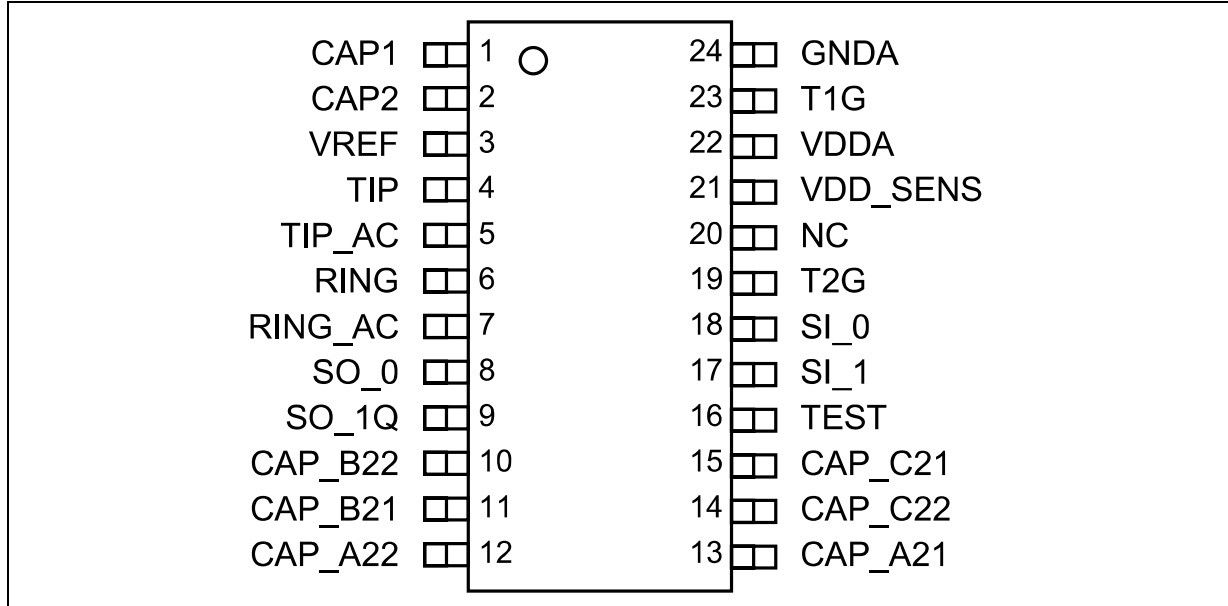 CAP1 1 24 GNDA
CAP2 2 23 T1G
VREF 3 22 VDDA
TIP 4 21 VDD_SENS
TIP_AC 5 20 NC
RING 6 19 T2G
RING_AC 7 18 SI_0
SO_0 8 17 SI_1
SO_1Q 9 16 TEST
CAP_B22 10 15 CAP_C21
CAP_B21 11 14 CAP_C22
CAP_A22 12 13 CAP_A21